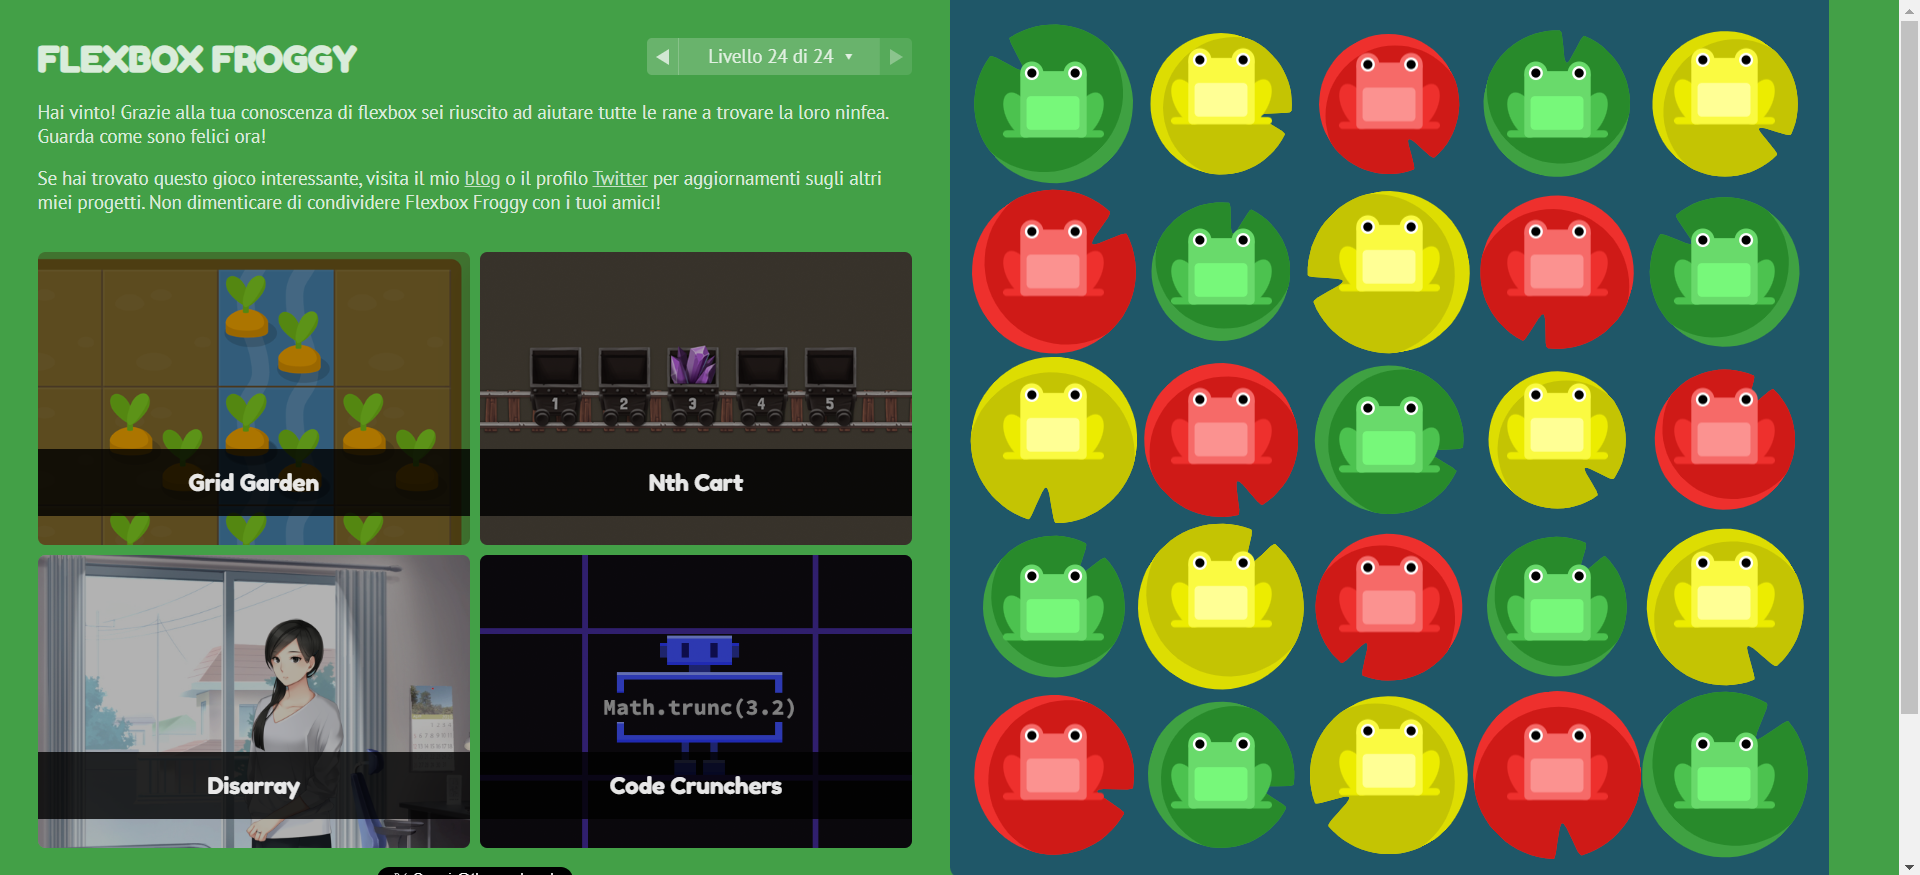 FLEXBOX FROGGY
Livello 24 di 24
Hai vinto! Grazie alla tua conoscenza di flexbox sei riuscito ad aiutare tutte le rane a trovare la loro ninfea.
Guarda come sono felici ora!
Se hai trovato questo gioco interessante, visita il mio blog o il profilo Twitter per aggiornamenti sugli altri
miei progetti. Non dimenticare di condividere Flexbox Froggy con i tuoi amici!
1 2 3 4 5
Grid Garden
Nth Cart
Math.trunc(3.2)
Disarray
Code Crunchers